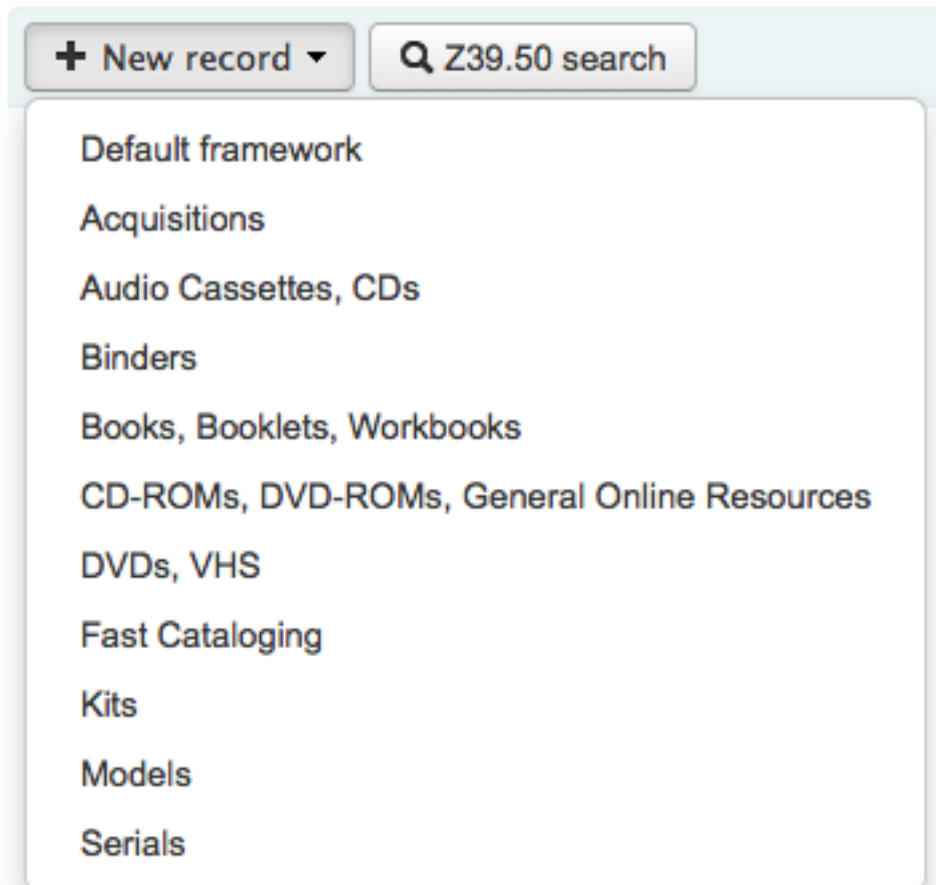 + New record
Z39.50 search
Default framework
Acquisitions
Audio Cassettes, CDs
Binders
Books, Booklets, Workbooks
CD-ROMs, DVD-ROMs, General Online Resources
DVDs, VHS
Fast Cataloging
Kits
Models
Serials